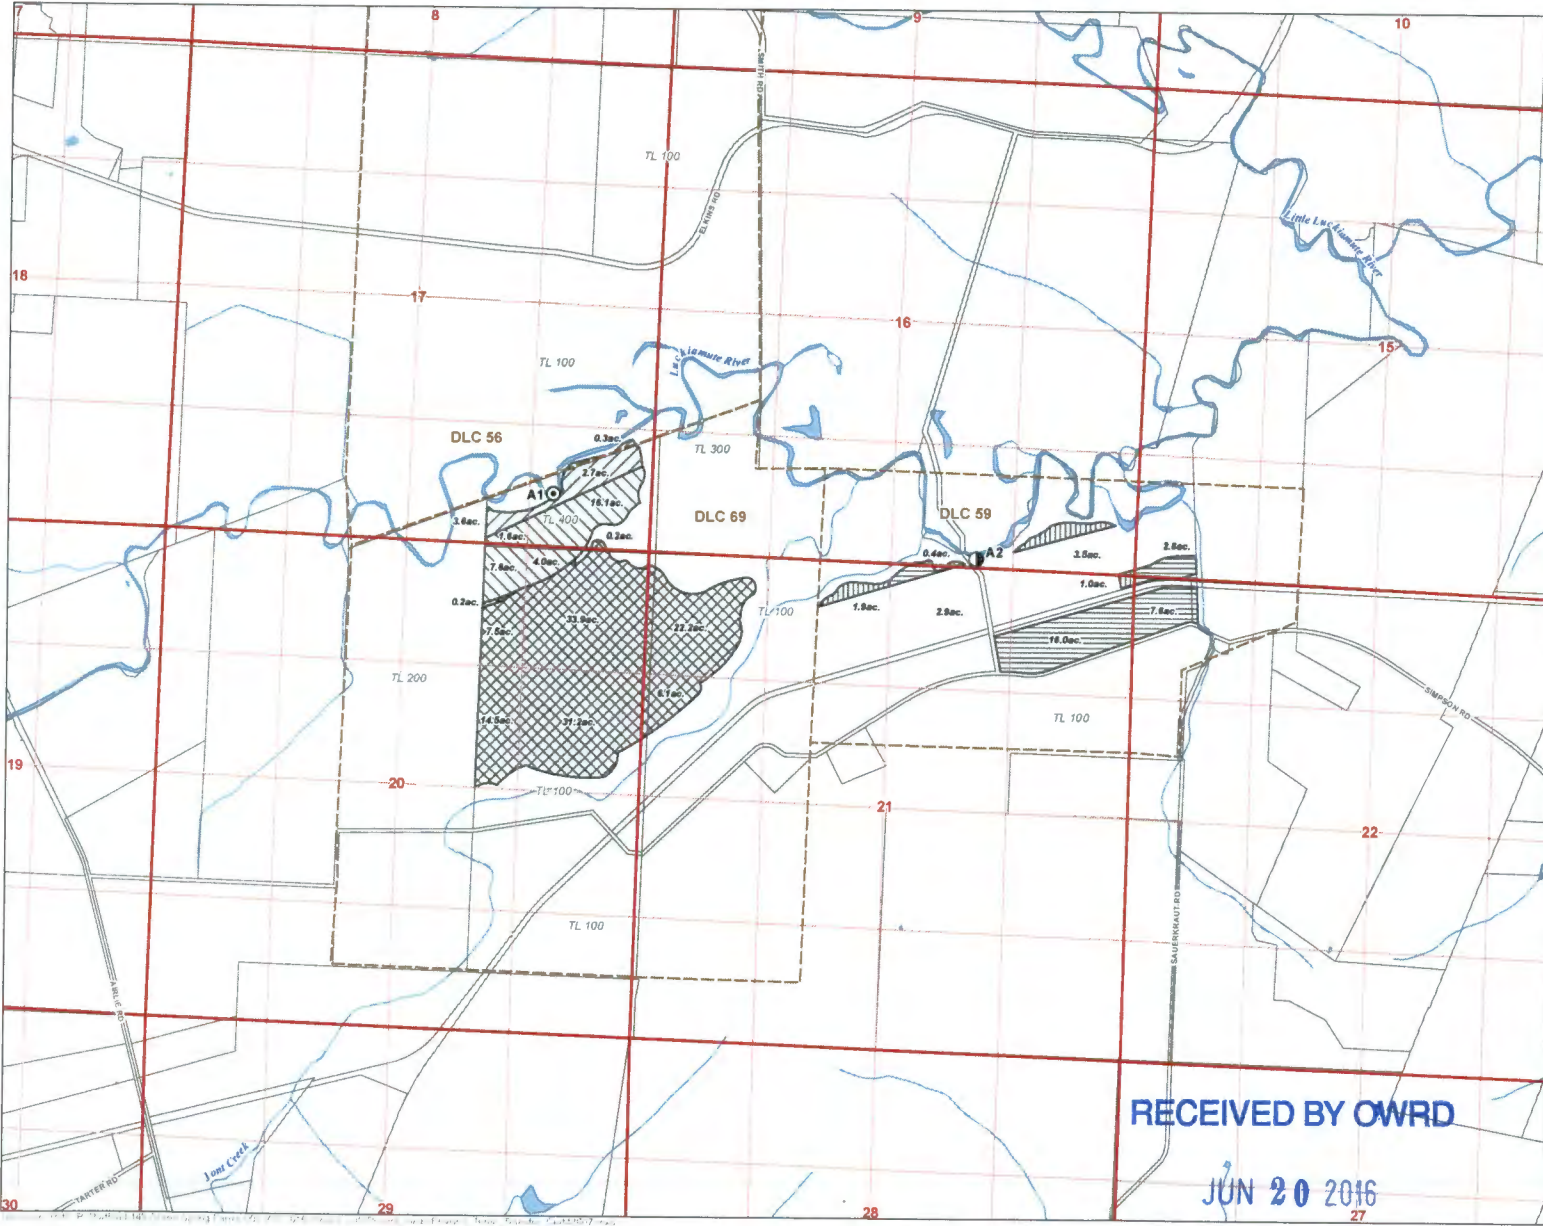 7
8
9
10
SMITH RD
TL 100
ELKINS RD
Little Luckiamute River
18
17
16
15
Luckiamute River
TL 100
DLC 56
0.3ac.
TL 300
2.7ac.
A1
16.1ac.
3.6ac.
TL 400
DLC 69
DLC 59
1.6ac.
0.2ac.
4.0ac.
7.6ac.
0.4ac.
A2
3.5ac.
2.6ac.
1.0ac.
0.2ac.
1.9ac.
2.9ac.
TL 100
7.6ac.
7.5ac.
33.9ac.
22.2ac.
16.0ac.
TL 200
6.1ac.
SIMPSON RD
14.5ac.
31.2ac.
TL 100
19
20
TL 100
21
22
TL 100
SAUERKRAUT RD
AIRLIE RD
RECEIVED BY OWRD
JUN 20 2016
TARTER RD
30
29
28
27